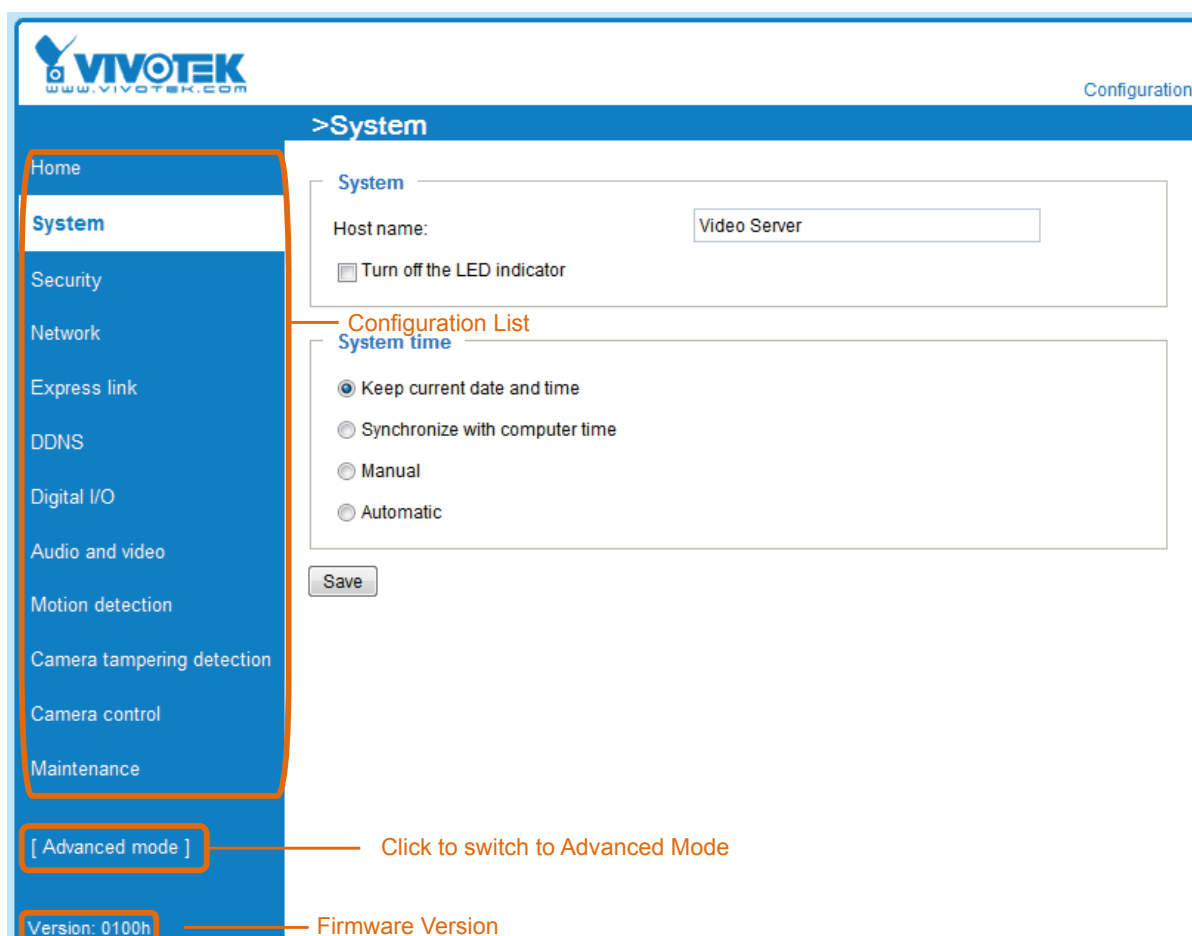 VIVOTEK
www.vivotek.com
Configuration
>System
Home
System
Security
Network
Express link
DDNS
Digital I/O
Audio and video
Motion detection
Camera tampering detection
Camera control
Maintenance
[ Advanced mode ]
Version: 0100h
System
Host name:
Video Server
Turn off the LED indicator
Configuration List
System time
Keep current date and time
Synchronize with computer time
Manual
Automatic
Save
Click to switch to Advanced Mode
Firmware Version